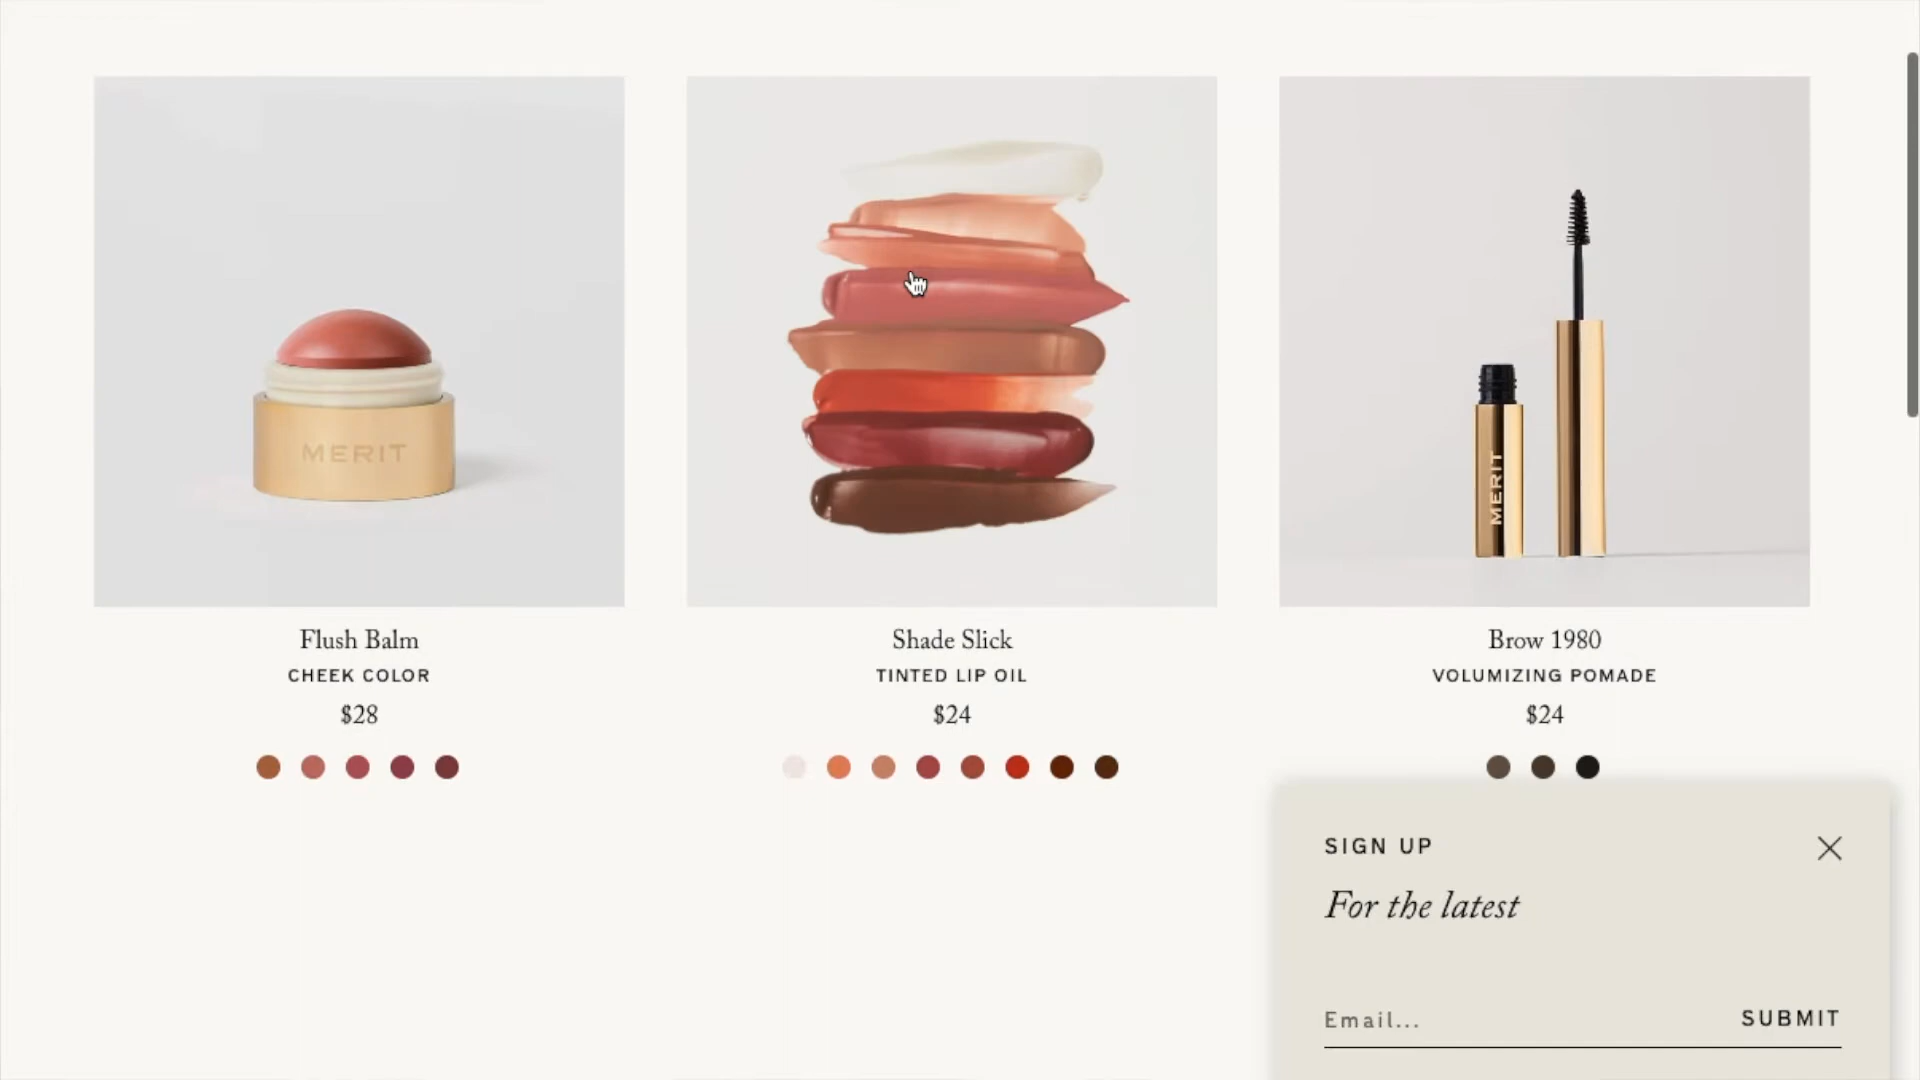 MERIT
MERIT
Flush Balm
CHEEK COLOR
$28
Shade Slick
TINTED LIP OIL
$24
Brow 1980
VOLUMIZING POMADE
$24
SIGN UP
For the latest
Email...
SUBMIT